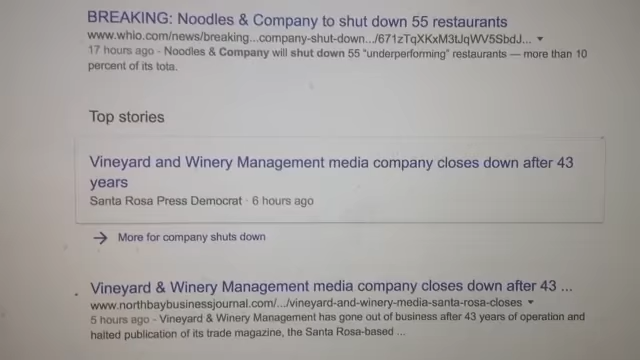 BREAKING: Noodles & Company to shut down 55 restaurants
www.whio.com/news/breaking...company-shut-down.../671zTqXKxM3tJqWV5SbdJ...
17 hours ago - Noodles & Company will shut down 55 "underperforming" restaurants — more than 10
percent of its tota.
Top stories
Vineyard and Winery Management media company closes down after 43
years
Santa Rosa Press Democrat · 6 hours ago
→ More for company shuts down
Vineyard & Winery Management media company closes down after 43 ...
www.northbaybusinessjournal.com/.../vineyard-and-winery-media-santa-rosa-closes
5 hours ago - Vineyard & Winery Management has gone out of business after 43 years of operation and
halted publication of its trade magazine, the Santa Rosa-based ...